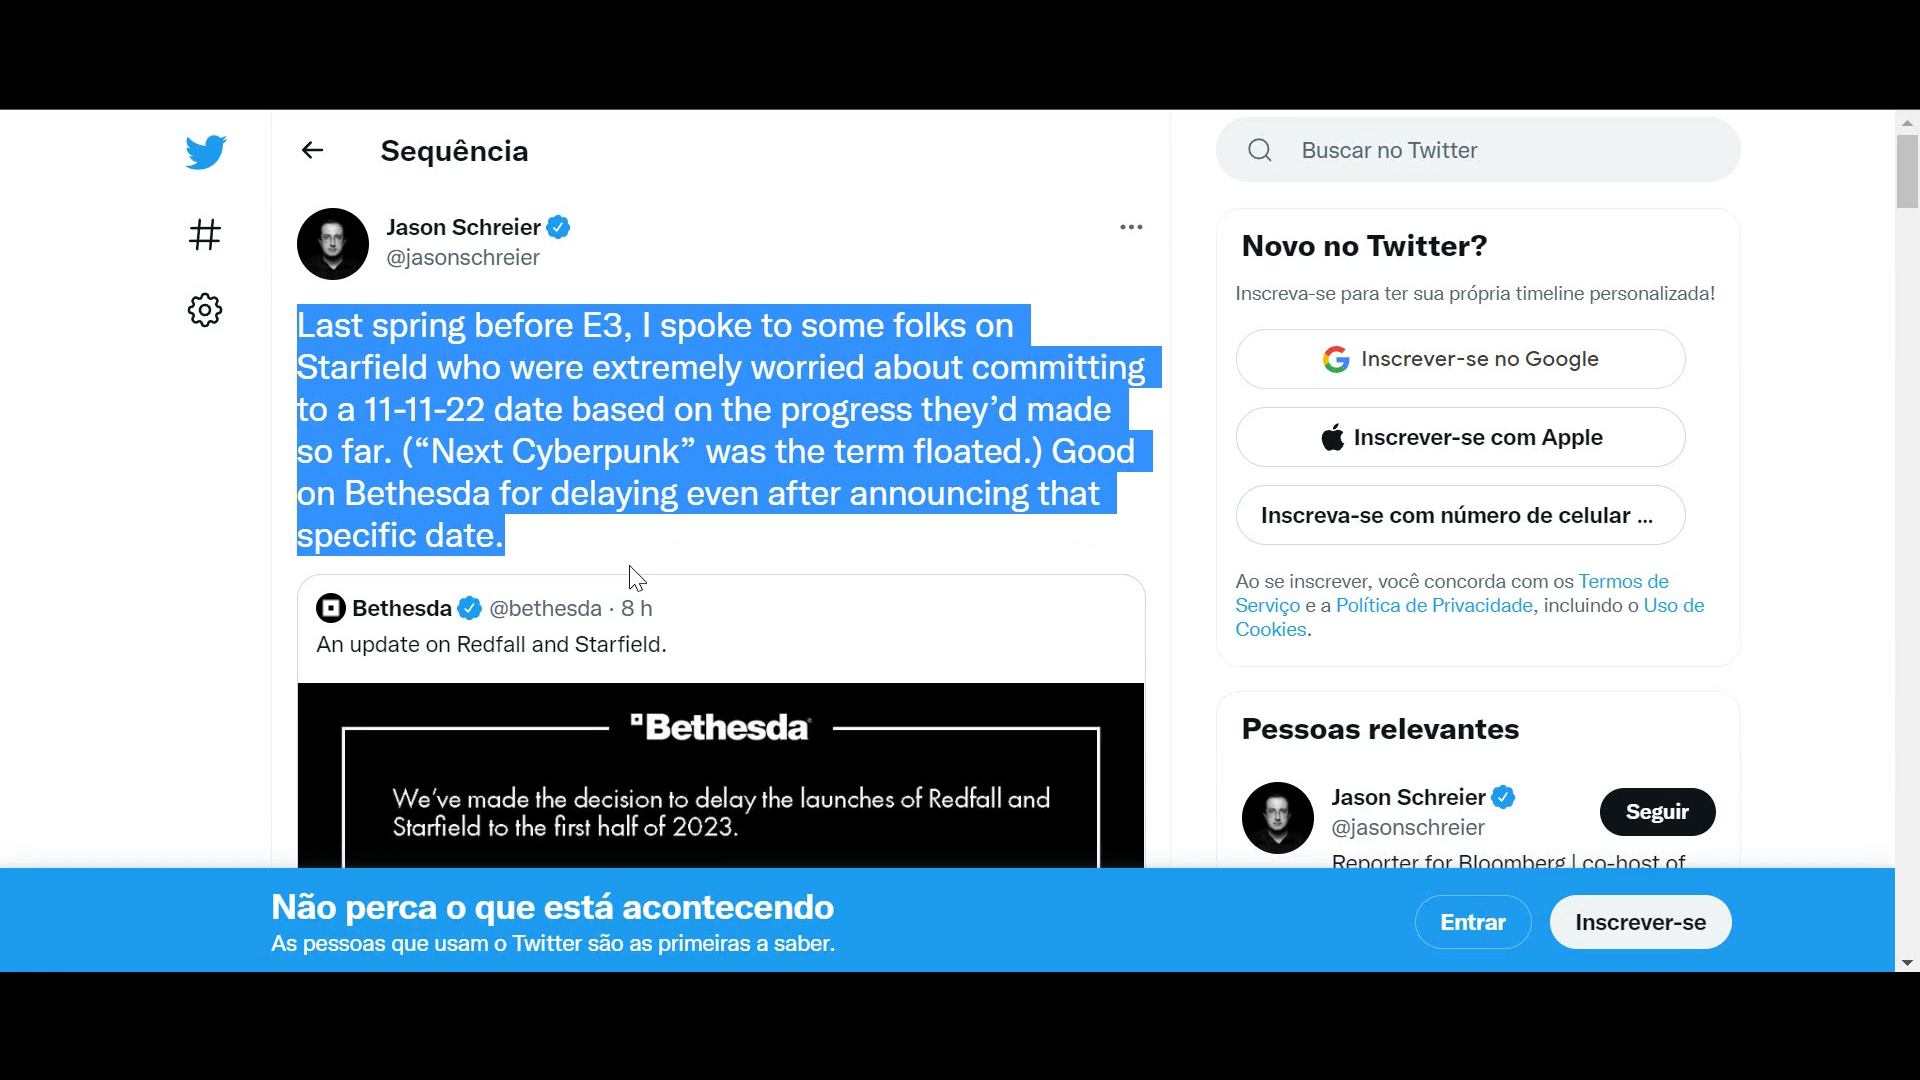 Sequência
Jason Schreier
@jasonschreier
Last spring before E3, I spoke to some folks on
Starfield who were extremely worried about committing
to a 11-11-22 date based on the progress they’d made
so far. (“Next Cyberpunk” was the term floated.) Good
on Bethesda for delaying even after announcing that
specific date.
Bethesda @bethesda · 8 h
An update on Redfall and Starfield.
Bethesda
We’ve made the decision to delay the launches of Redfall and
Starfield to the first half of 2023.
Buscar no Twitter
Novo no Twitter?
Inscreva-se para ter sua própria timeline personalizada!
Inscrever-se no Google
Inscrever-se com Apple
Inscreva-se com número de celular ...
Ao se inscrever, você concorda com os Termos de
Serviço e a Política de Privacidade, incluindo o Uso de
Cookies.
Pessoas relevantes
Jason Schreier
@jasonschreier
Seguir
Reporter for Bloomberg | co-host of
Não perca o que está acontecendo
As pessoas que usam o Twitter são as primeiras a saber.
Entrar
Inscrever-se